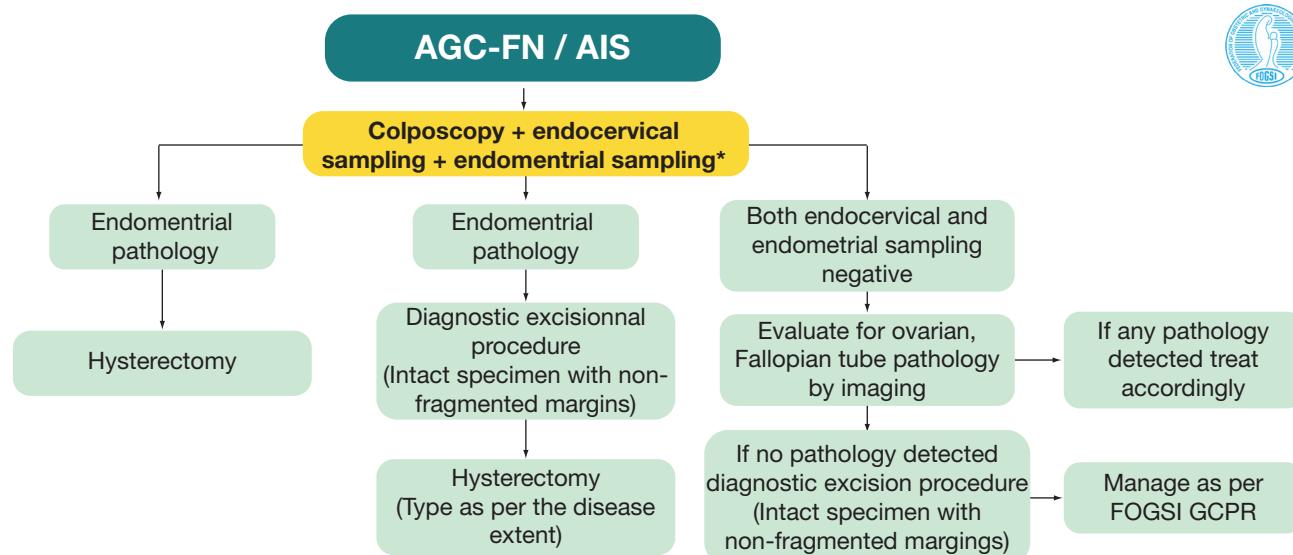 AGC-FN / AIS
Colposcopy + endocervical
sampling + endomentrial sampling*
Endomentrial
pathology
Hysterectomy
Endomentrial
pathology
Diagnostic excisionnal
procedure
(Intact specimen with non-
fragmented margins)
Hysterectomy
(Type as per the disease
extent)
Both endocervical and
endometrial sampling
negative
Evaluate for ovarian,
Fallopian tube pathology
by imaging
If any pathology
detected treat
accordingly
If no pathology detected
diagnostic excision procedure
(Intact specimen with
non-fragmented margings)
Manage as per
FOGSI GCPR
FOGSI